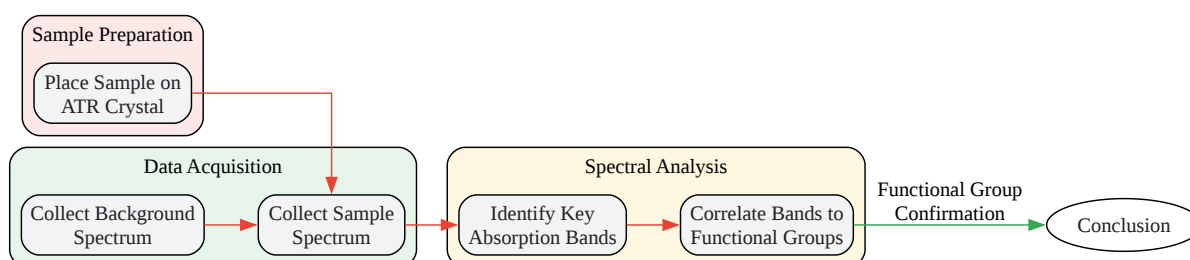 Sample Preparation
Place Sample on
ATR Crystal
Data Acquisition
Collect Background
Spectrum
Collect Sample
Spectrum
Spectral Analysis
Identify Key
Absorption Bands
Correlate Bands to
Functional Groups
Functional Group
Confirmation
Conclusion